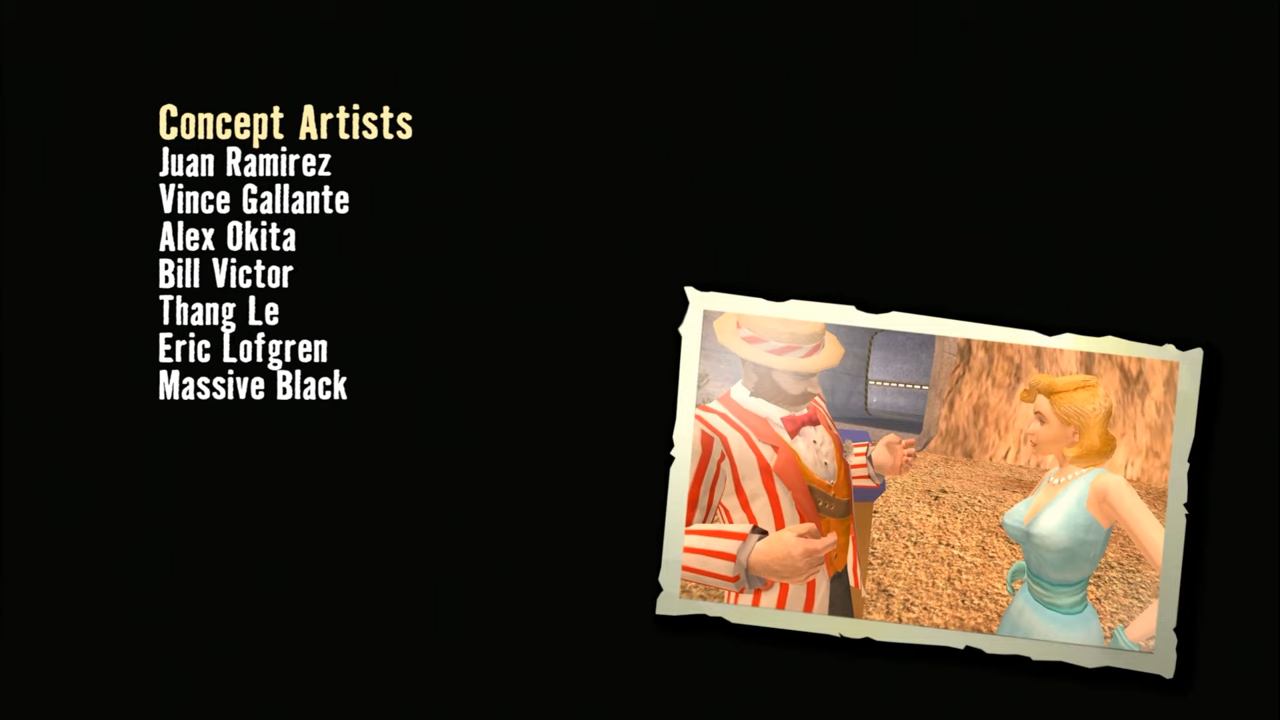 Concept Artists
Juan Ramirez
Vince Gallante
Alex Okita
Bill Victor
Thang Le
Eric Lofgren
Massive Black